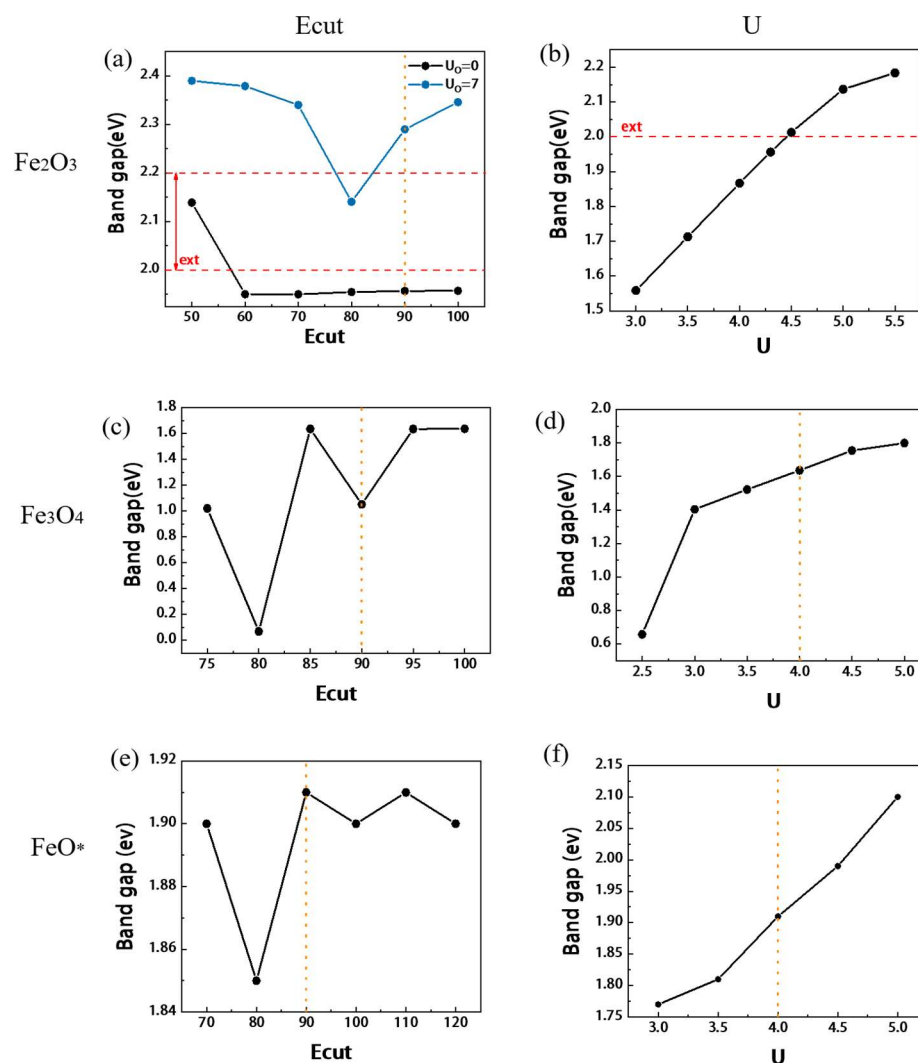 Ecut
U
Fe2O3
(a)
U₀=0
U₀=7
Band gap(eV)
2.4
2.3
2.2
2.1
2.0
ext
50 60 70 80 90 100
Ecut
(b)
Band gap(eV)
2.2
2.1
2.0
1.9
1.8
1.7
1.6
1.5
ext
3.0 3.5 4.0 4.5 5.0 5.5
U
Fe3O4
(c)
Band gap(eV)
1.8
1.6
1.4
1.2
1.0
0.8
0.6
0.4
0.2
0.0
75 80 85 90 95 100
Ecut
(d)
Band gap(eV)
2.0
1.8
1.6
1.4
1.2
1.0
0.8
0.6
2.5 3.0 3.5 4.0 4.5 5.0
U
FeO*
(e)
Band gap (ev)
1.92
1.90
1.88
1.86
1.84
70 80 90 100 110 120
Ecut
(f)
Band gap (ev)
2.15
2.10
2.05
2.00
1.95
1.90
1.85
1.80
1.75
3.0 3.5 4.0 4.5 5.0
U